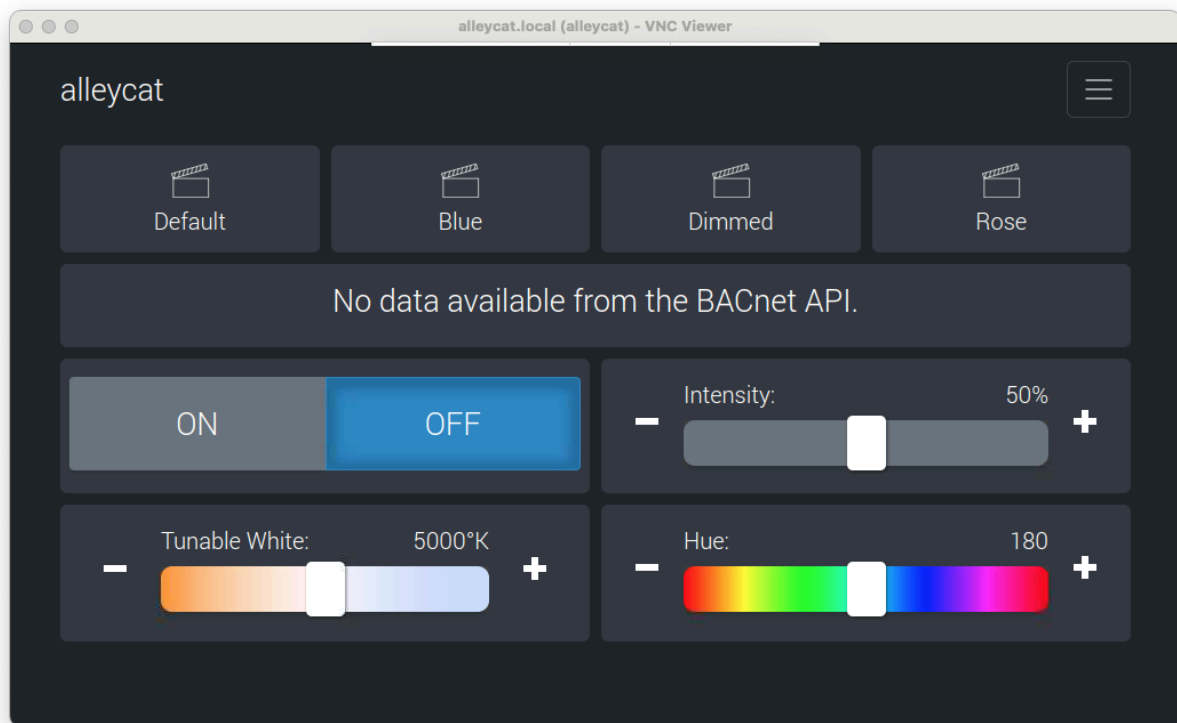 alleycat.local (alleycat) - VNC Viewer
alleycat
Default
Blue
Dimmed
Rose
No data available from the BACnet API.
ON
OFF
Intensity:
50%
Tunable White:
5000°K
Hue:
180